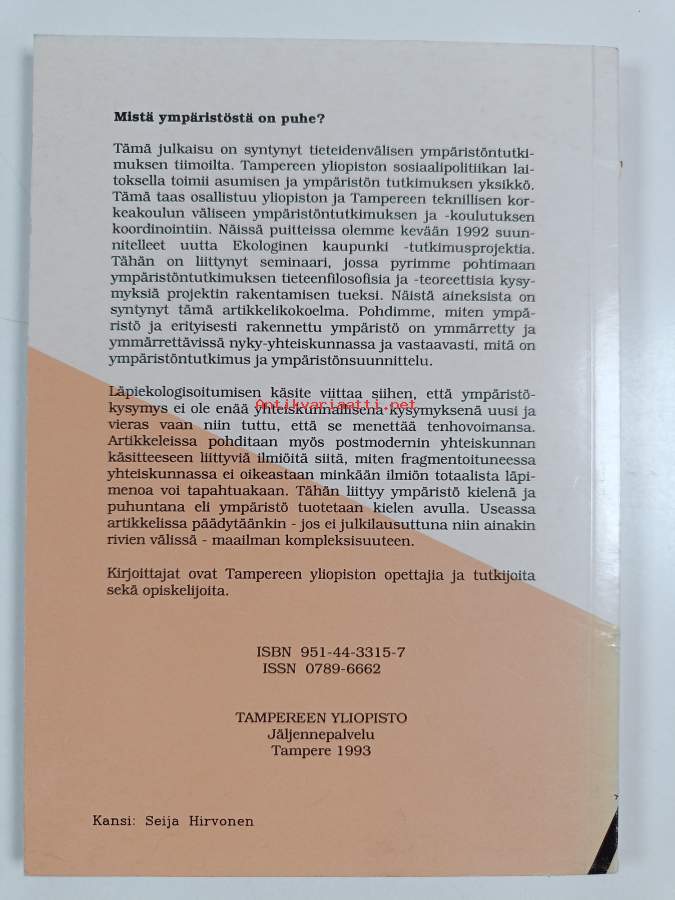 Mistä ympäristöstä on puhe?
Tämä julkaisu on syntynyt tieteidenvälisen ympäristöntutki-
muksen tiimoilta. Tampereen yliopiston sosiaalipolitiikan lai-
toksella toimii asumisen ja ympäristön tutkimuksen yksikkö.
Tämä taas osallistuu yliopiston ja Tampereen teknillisen kor-
keakoulun väliseen ympäristöntutkimuksen ja -koulutuksen
koordinointiin. Näissä puitteissa olemme kevään 1992 suun-
nitelleet uutta Ekologinen kaupunki -tutkimusprojektia.
Tähän on liittynyt seminaari, jossa pyrimme pohtimaan
ympäristöntutkimuksen tieteenfilosofisia ja -teoreettisia kysy-
myksiä projektin rakentamisen tueksi. Näistä aineksista on
syntynyt tämä artikkelikokoelma. Pohdimme, miten ympä-
ristö ja erityisesti rakennettu ympäristö on ymmärretty ja
ymmärrettävissä nyky-yhteiskunnassa ja vastaavasti, mitä on
ympäristöntutkimus ja ympäristönsuunnittelu.
Läpiekologisoitumisen käsite viittaa siihen, että ympäristö-
Antikvariaatti.net
kysymys ei ole enää yhteiskunnallisena kysymyksenä uusi ja
vieras vaan niin tuttu, että se menettää tenhovoimansa.
Artikkeleissa pohditaan myös postmodernin yhteiskunnan
käsitteeseen liittyviä ilmiöitä siitä, miten fragmentoituneessa
yhteiskunnassa ei oikeastaan minkään ilmiön totaalista läpi-
menoa voi tapahtuakaan. Tähän liittyy ympäristö kielenä ja
puhuntana eli ympäristö tuotetaan kielen avulla. Useassa
artikkelissa päädytäänkin - jos ei julkilausuttuna niin ainakin
rivien välissä - maailman kompleksisuuteen.
Kirjoittajat ovat Tampereen yliopiston opettajia ja tutkijoita
sekä opiskelijoita.
ISBN 951-44-3315-7
ISSN 0789-6662
TAMPEREEN YLIOPISTO
Jäljennepalvelu
Tampere 1993
Kansi: Seija Hirvonen